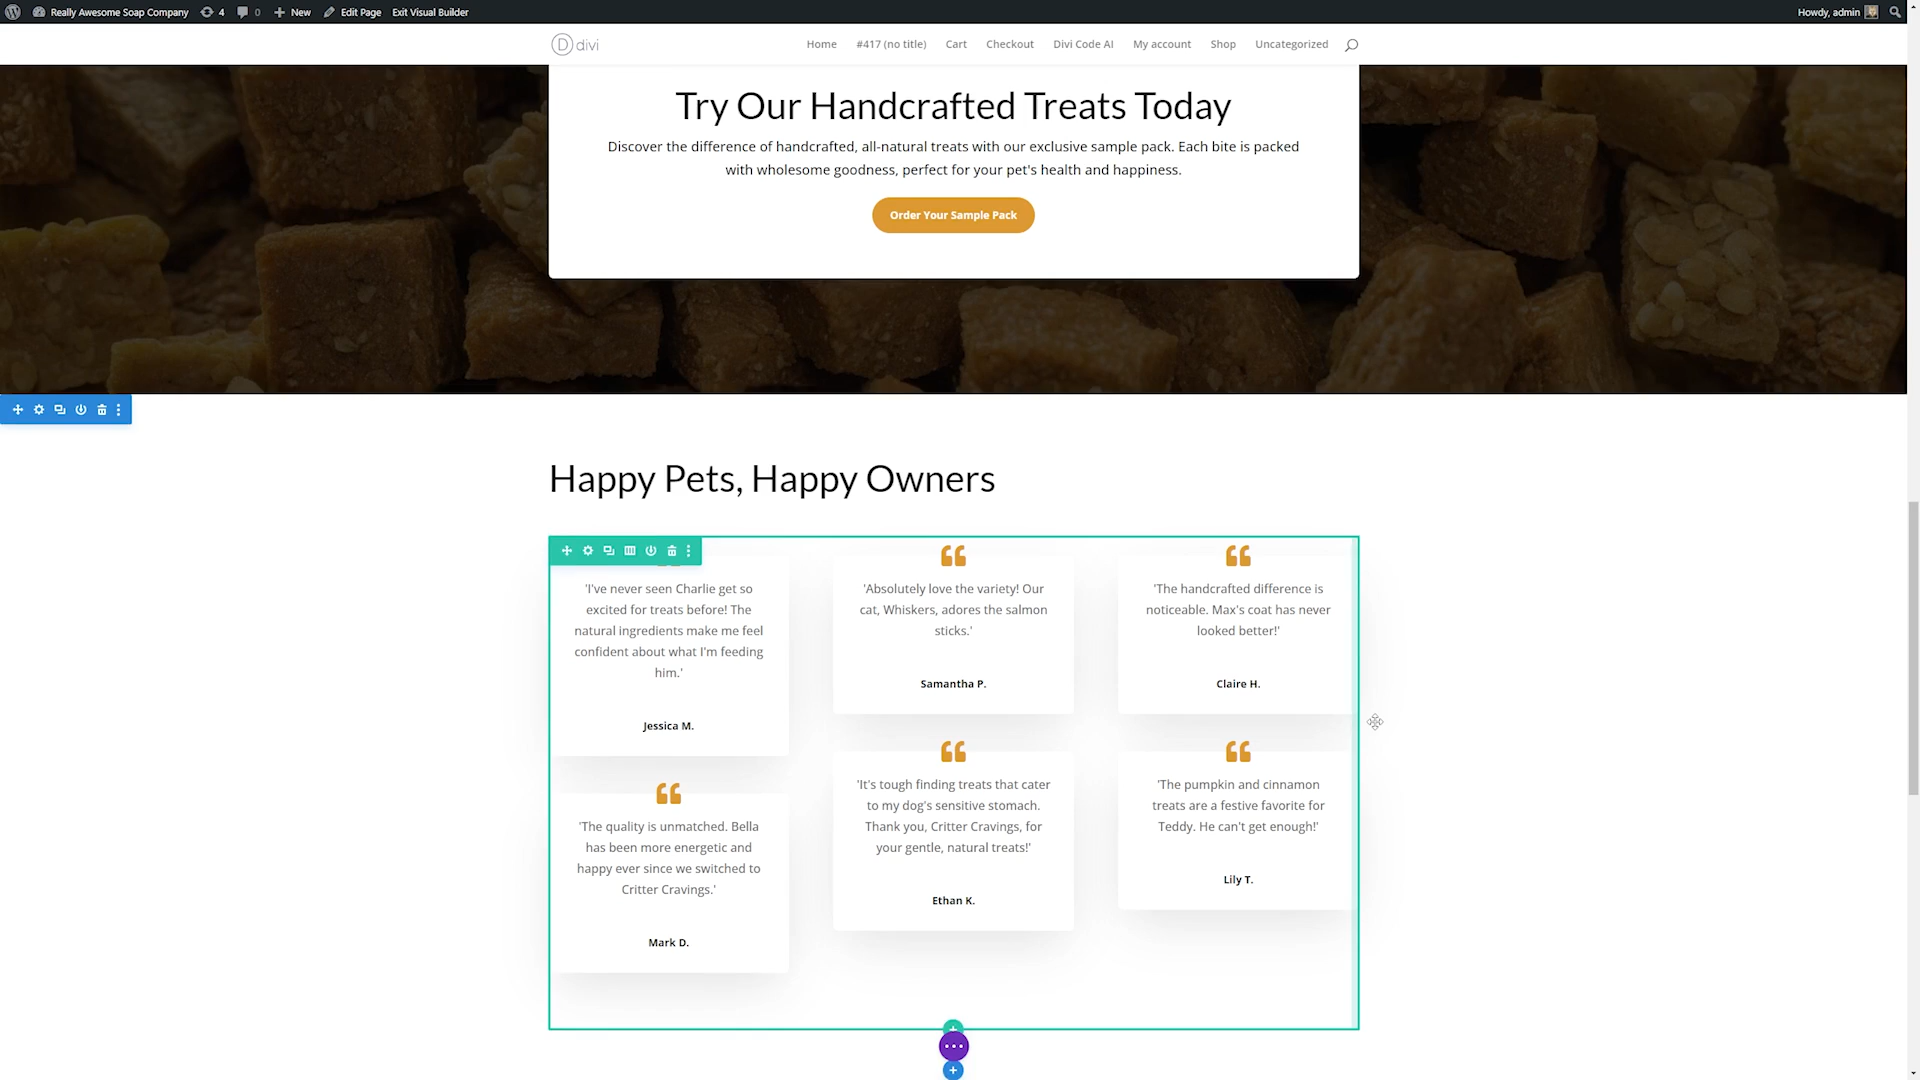 Really Awesome Soap Company
4
0
New
Edit Page
Exit Visual Builder
Howdy, admin
D divi
Home
#417 (no title)
Cart
Checkout
Divi Code AI
My account
Shop
Uncategorized
Try Our Handcrafted Treats Today
Discover the difference of handcrafted, all-natural treats with our exclusive sample pack. Each bite is packed
with wholesome goodness, perfect for your pet's health and happiness.
Order Your Sample Pack
Happy Pets, Happy Owners
'I've never seen Charlie get so
excited for treats before! The
natural ingredients make me feel
confident about what I'm feeding
him.'
Jessica M.
'Absolutely love the variety! Our
cat, Whiskers, adores the salmon
sticks.'
Samantha P.
'The handcrafted difference is
noticeable. Max's coat has never
looked better!'
Claire H.
'The quality is unmatched. Bella
has been more energetic and
happy ever since we switched to
Critter Cravings.'
Mark D.
'It's tough finding treats that cater
to my dog's sensitive stomach.
Thank you, Critter Cravings, for
your gentle, natural treats!'
Ethan K.
'The pumpkin and cinnamon
treats are a festive favorite for
Teddy. He can't get enough!'
Lily T.